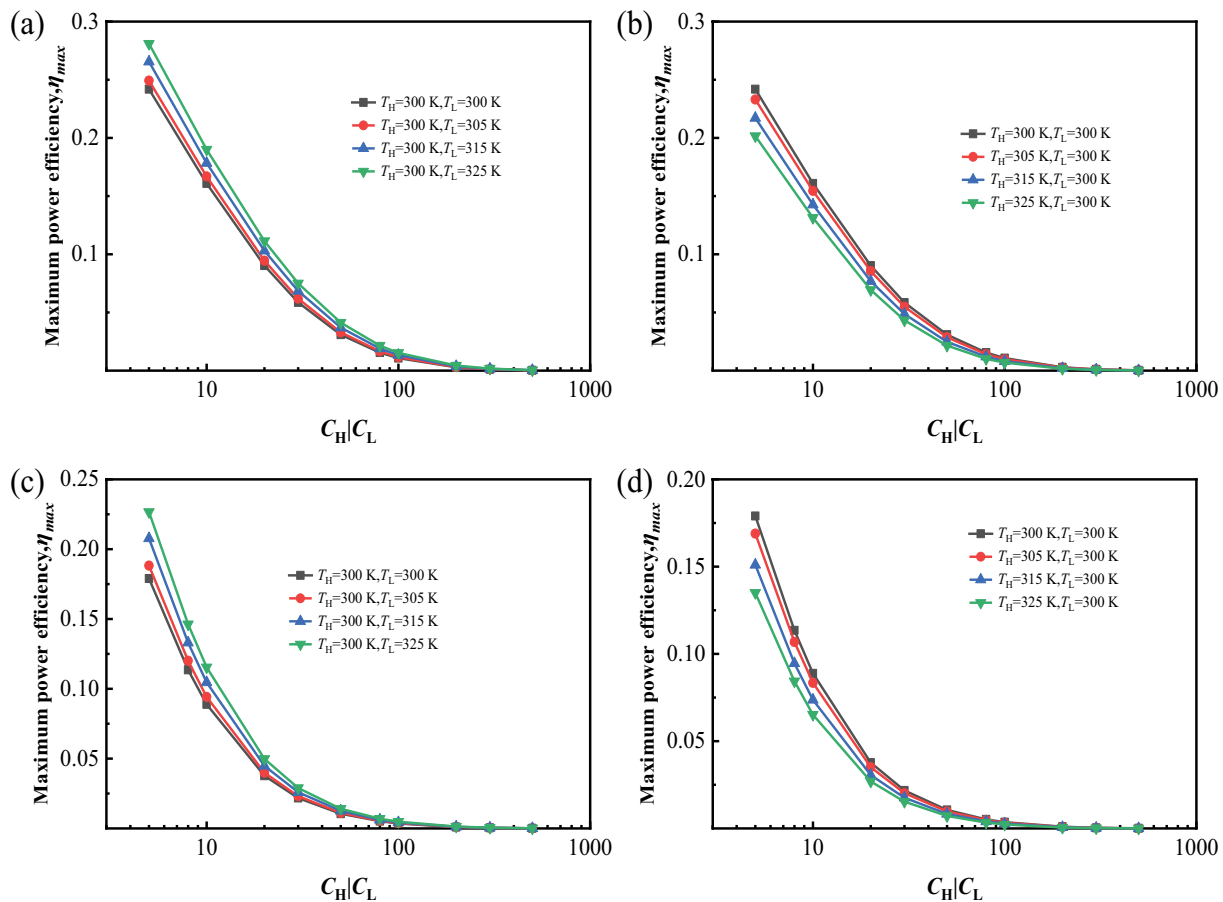 (a)
Maximum power efficiency,ηmax
0.3
0.2
0.1
10
100
1000
CH|CL
TH=300 K,TL=300 K
TH=300 K,TL=305 K
TH=300 K,TL=315 K
TH=300 K,TL=325 K
(b)
Maximum power efficiency,ηmax
0.3
0.2
0.1
10
100
1000
CH|CL
TH=300 K,TL=300 K
TH=305 K,TL=300 K
TH=315 K,TL=300 K
TH=325 K,TL=300 K
(c)
Maximum power efficiency,ηmax
0.25
0.20
0.15
0.10
0.05
10
100
1000
CH|CL
TH=300 K,TL=300 K
TH=300 K,TL=305 K
TH=300 K,TL=315 K
TH=300 K,TL=325 K
(d)
Maximum power efficiency,ηmax
0.20
0.15
0.10
0.05
10
100
1000
CH|CL
TH=300 K,TL=300 K
TH=305 K,TL=300 K
TH=315 K,TL=300 K
TH=325 K,TL=300 K